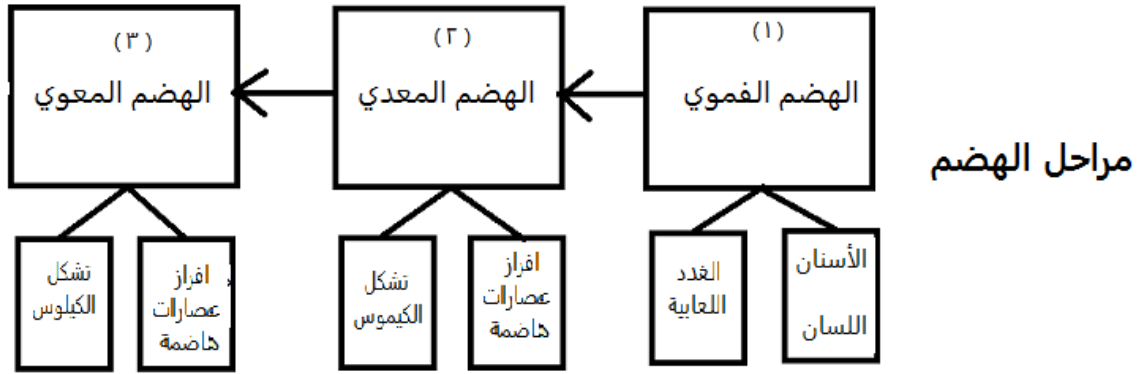 مراحل الهضم
(١)
الهضم الفموي
الأسنان
اللسان
الغدد
اللعابية
(٢)
الهضم المعدي
افراز
عصارات
هاضمة
تشكل
الكيموس
(٣)
الهضم المعوي
افراز
عصارات
هاضمة
تشكل
الكيلوس